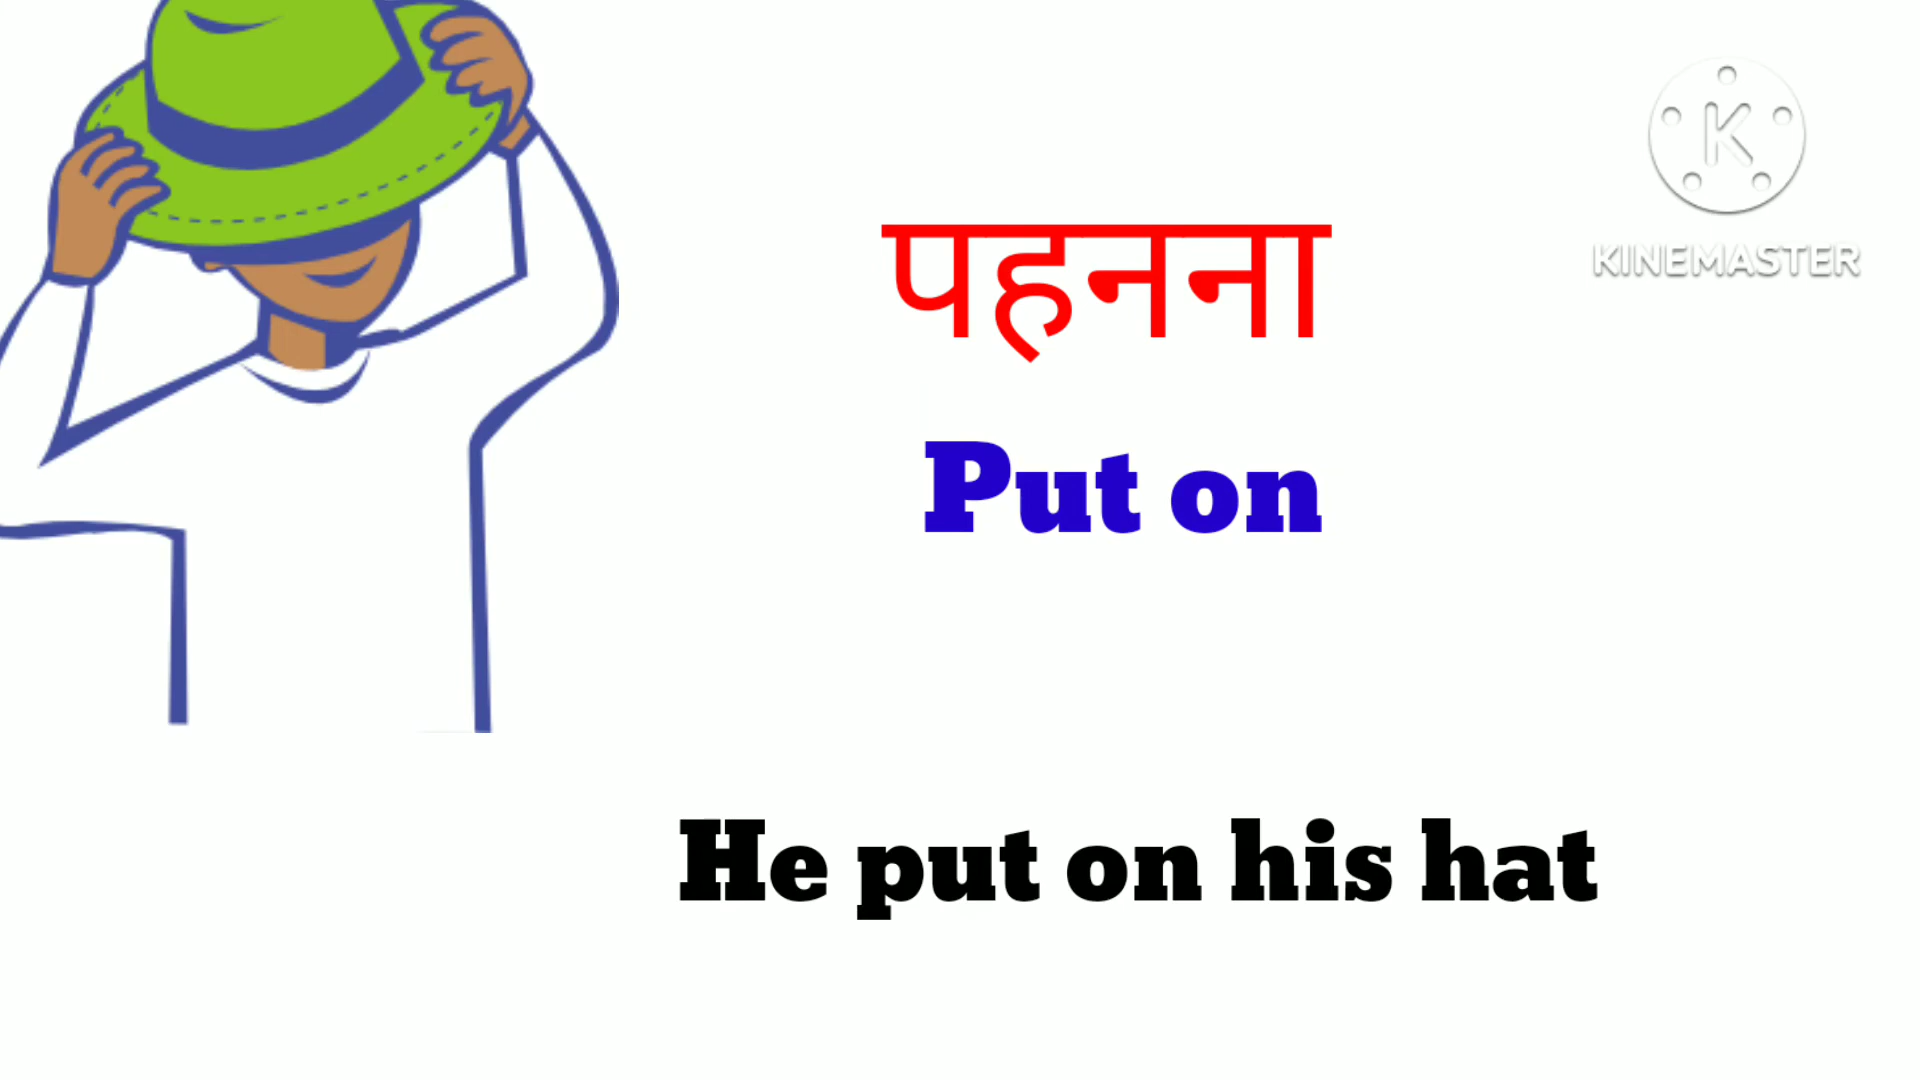 पहनना
KINEMASTER
Put on
He put on his hat